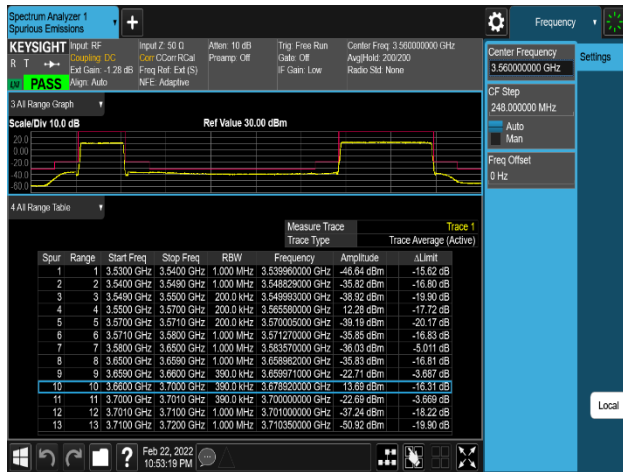 Spectrum Analyzer 1
Spurious Emissions
Frequency
KEYSIGHT Input: RF Input Z: 50 Ω Atten: 10 dB Trig: Free Run Center Freq: 3.560000000 GHz
R T Coupling: DC Corr CCorr RCal Preamp: Off Gate: Off Avg|Hold: 200/200
Ext Gain: -1.28 dB Freq Ref: Ext (S) IF Gain: Low Radio Std: None
PASS Align: Auto NFE: Adaptive
Center Frequency
3.560000000 GHz
Settings
CF Step
248.000000 MHz
Auto
Man
Freq Offset
0 Hz
3 All Range Graph
Scale/Div 10.0 dB Ref Value 30.00 dBm
20.0
0.00
-20.0
-40.0
-60.0
4 All Range Table
Measure Trace Trace 1
Trace Type Trace Average (Active)
Spur Range Start Freq Stop Freq RBW Frequency Amplitude ΔLimit
1 1 3.5300 GHz 3.5400 GHz 1.000 MHz 3.539960000 GHz -46.64 dBm -15.62 dB
2 2 3.5400 GHz 3.5490 GHz 1.000 MHz 3.548829000 GHz -35.82 dBm -16.80 dB
3 3 3.5490 GHz 3.5500 GHz 200.0 kHz 3.549993000 GHz -38.92 dBm -19.90 dB
4 4 3.5500 GHz 3.5700 GHz 200.0 kHz 3.565580000 GHz 12.28 dBm -17.72 dB
5 5 3.5700 GHz 3.5710 GHz 200.0 kHz 3.570005000 GHz -39.19 dBm -20.17 dB
6 6 3.5710 GHz 3.5800 GHz 1.000 MHz 3.571270000 GHz -35.85 dBm -16.83 dB
7 7 3.5800 GHz 3.6500 GHz 1.000 MHz 3.583570000 GHz -36.03 dBm -5.011 dB
8 8 3.6500 GHz 3.6590 GHz 1.000 MHz 3.658982000 GHz -35.83 dBm -16.81 dB
9 9 3.6590 GHz 3.6600 GHz 390.0 kHz 3.659971000 GHz -22.71 dBm -3.687 dB
10 10 3.6600 GHz 3.7000 GHz 390.0 kHz 3.678920000 GHz 13.69 dBm -16.31 dB
11 11 3.7000 GHz 3.7010 GHz 390.0 kHz 3.700000000 GHz -22.69 dBm -3.669 dB
12 12 3.7010 GHz 3.7100 GHz 1.000 MHz 3.701000000 GHz -37.24 dBm -18.22 dB
13 13 3.7100 GHz 3.7200 GHz 1.000 MHz 3.710350000 GHz -50.92 dBm -19.90 dB
Local
Feb 22, 2022
10:53:19 PM